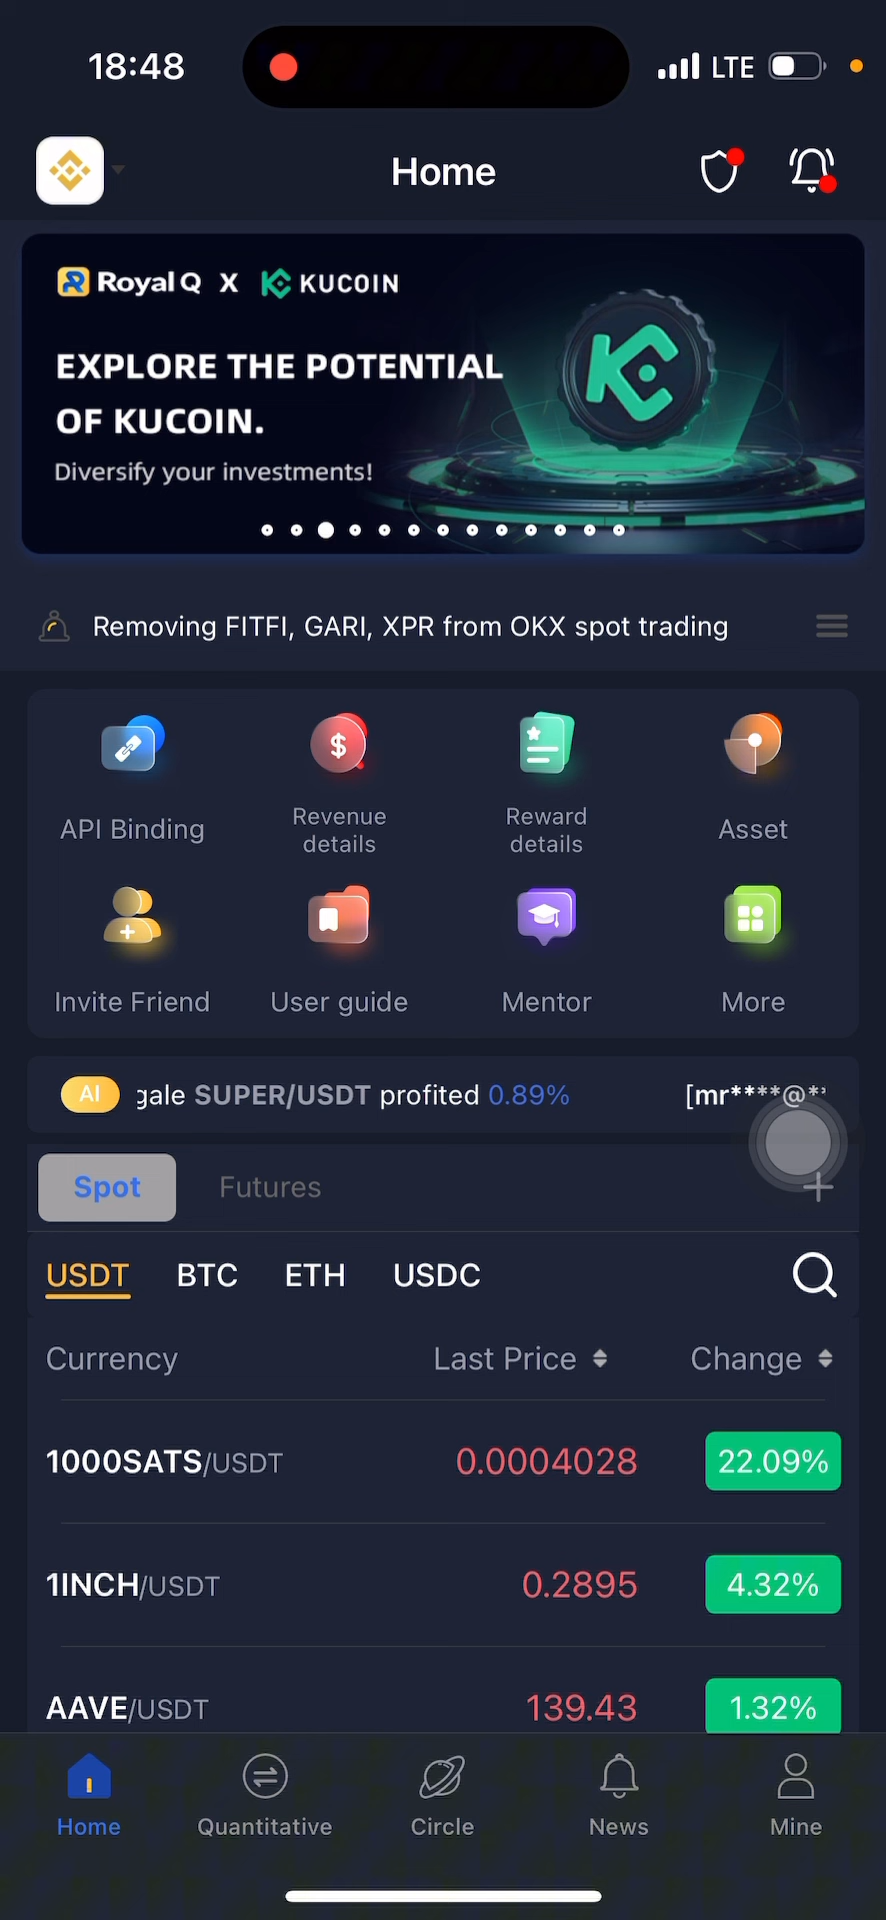 18:48
LTE
Home
Royal Q X KUCOIN
EXPLORE THE POTENTIAL
OF KUCOIN.
Diversify your investments!
Removing FITFI, GARI, XPR from OKX spot trading
API Binding
Revenue
details
Reward
details
Asset
Invite Friend
User guide
Mentor
More
AI
gale SUPER/USDT profited 0.89% [mr****@*
Spot
Futures
USDT
BTC
ETH
USDC
Currency
Last Price
Change
1000SATS/USDT
0.0004028
22.09%
1INCH/USDT
0.2895
4.32%
AAVE/USDT
139.43
1.32%
Home
Quantitative
Circle
News
Mine